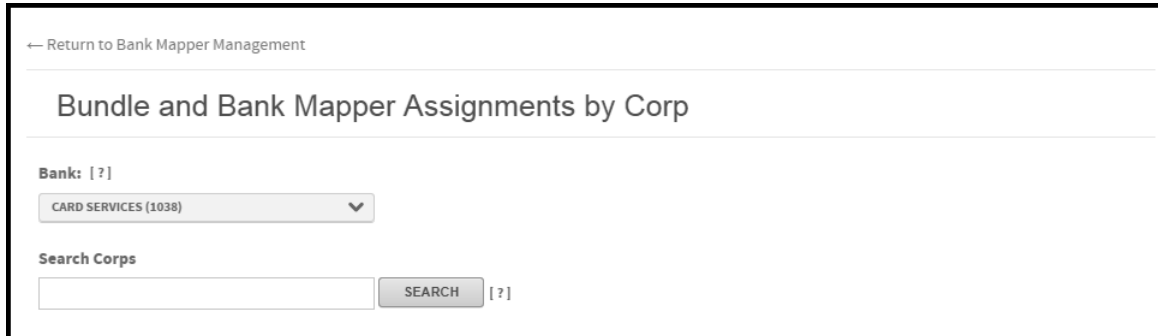 ← Return to Bank Mapper Management
Bundle and Bank Mapper Assignments by Corp
Bank: [?]
CARD SERVICES (1038)
Search Corps
SEARCH [?]